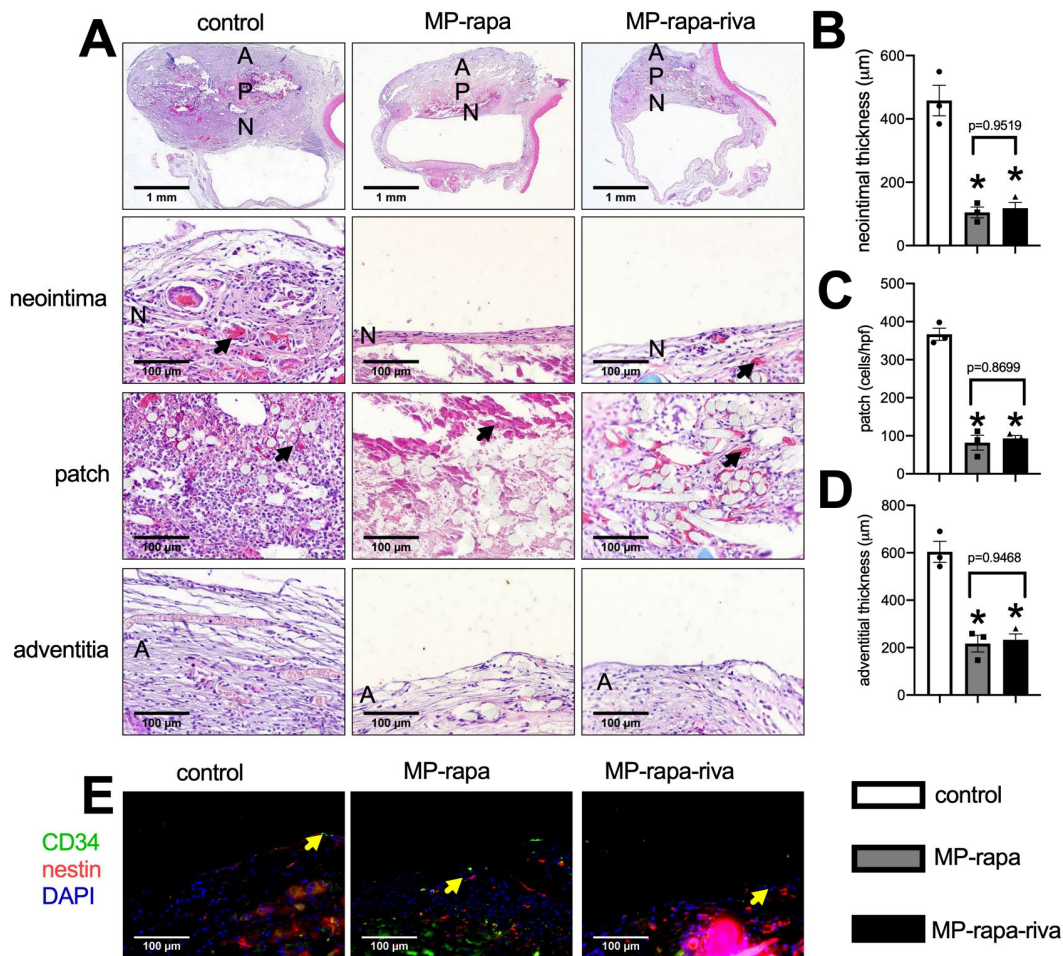 A
control
MP-rapa
MP-rapa-riva
A
P
N
1 mm
A
P
N
1 mm
A
P
N
1 mm
neointima
N
100 µm
N
100 µm
N
100 µm
patch
100 µm
100 µm
100 µm
adventitia
A
100 µm
A
100 µm
A
100 µm
B
neointimal thickness (µm)
600
400
200
0
p=0.9519
*
*
C
patch (cells/hpf)
500
400
300
200
100
0
p=0.8699
*
*
D
adventitial thickness (µm)
800
600
400
200
0
p=0.9468
*
*
E
control
MP-rapa
MP-rapa-riva
CD34
nestin
DAPI
100 µm
100 µm
100 µm
control
MP-rapa
MP-rapa-riva